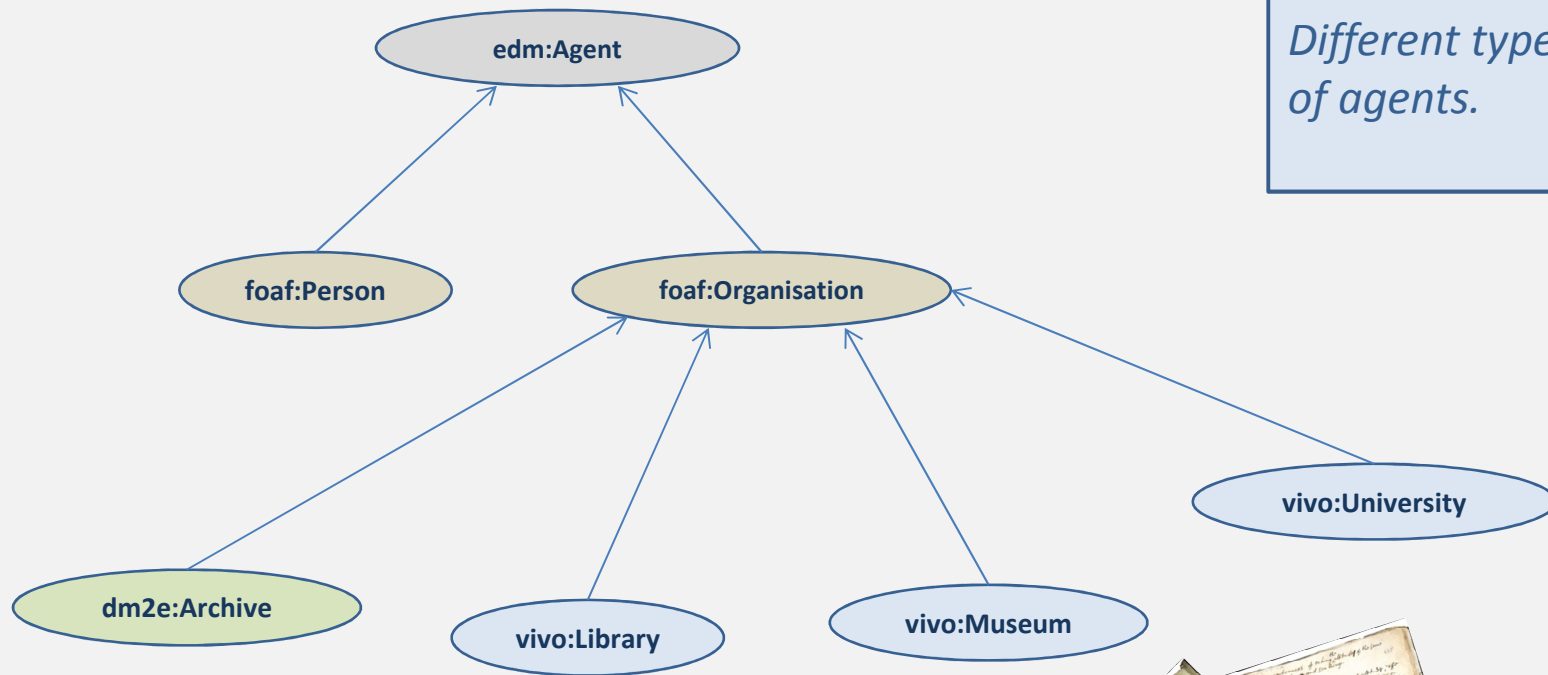 edm:Agent
Different type
of agents.
foaf:Person
foaf:Organisation
vivo:University
dm2e:Archive
vivo:Library
vivo:Museum